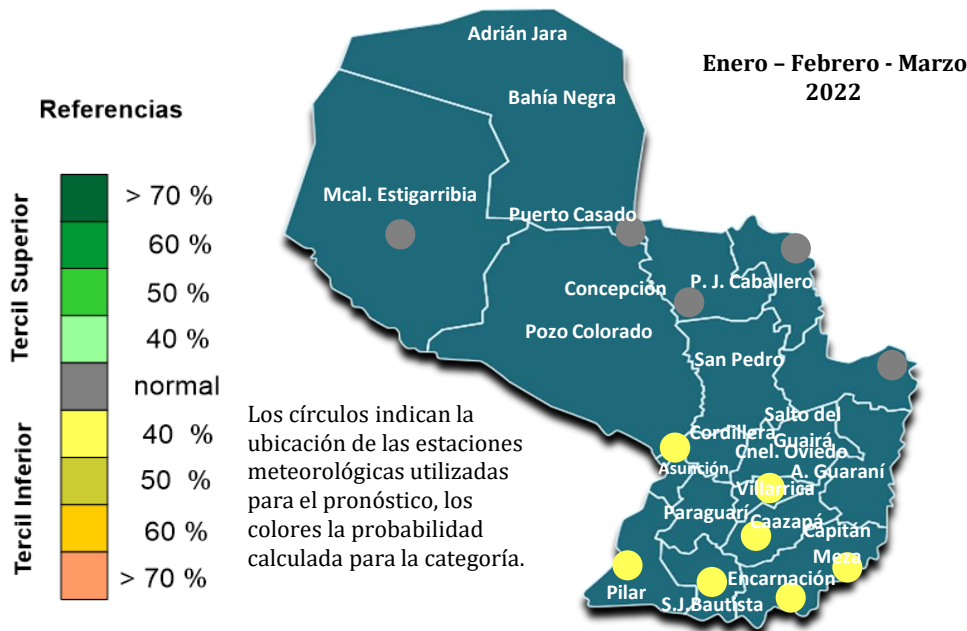 Enero – Febrero - Marzo
2022
Referencias
Tercil Superior
Tercil Inferior
> 70 %
60 %
50 %
40 %
normal
40 %
50 %
60 %
> 70 %
Los círculos indican la
ubicación de las estaciones
meteorológicas utilizadas
para el pronóstico, los
colores la probabilidad
calculada para la categoría.
Adrián Jara
Bahía Negra
Mcal. Estigarribia
Puerto Casado
Concepción
P. J. Caballero
Pozo Colorado
San Pedro
Salto del
Guairá
Cordillera
Cnel. Oviedo
Asunción
A. Guaraní
Villarrica
Paraguarí
Caazapá
Capitán
Meza
Encarnación
Pilar
S.J.Bautista